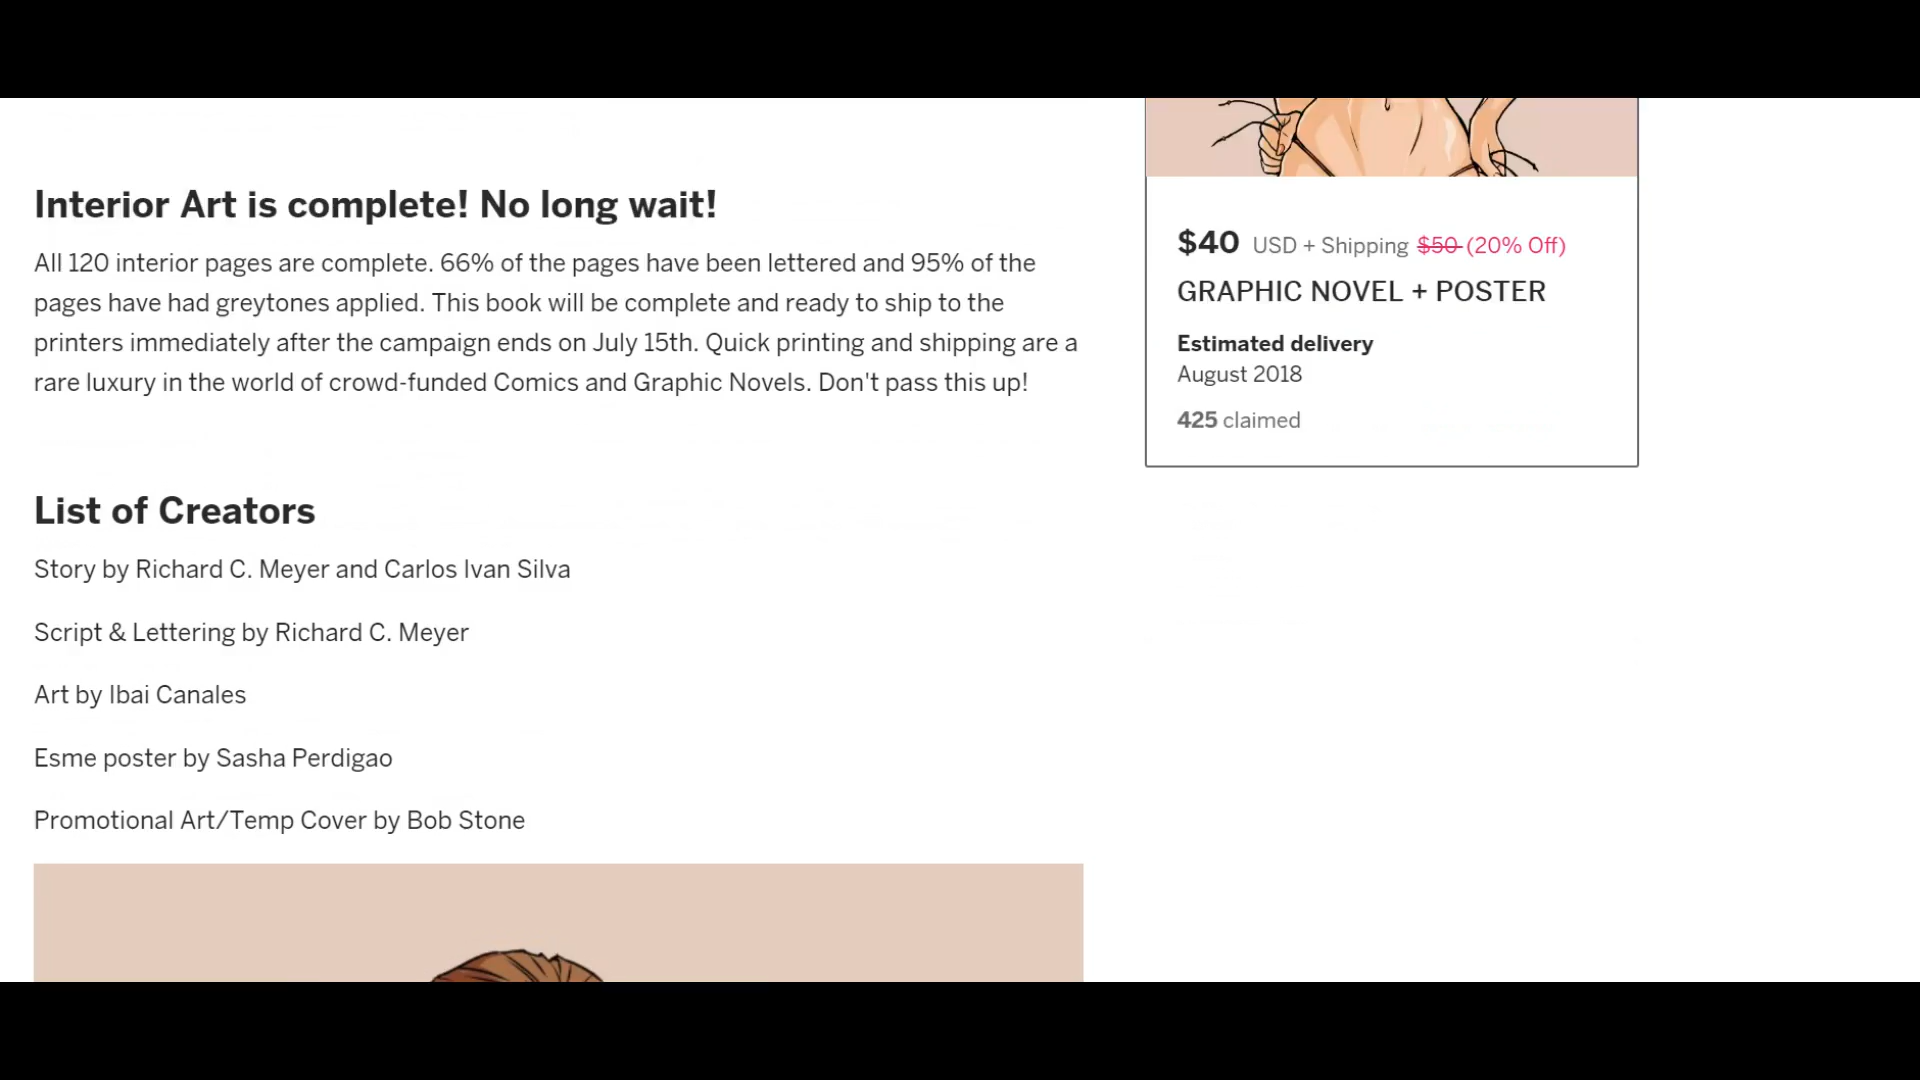 Interior Art is complete! No long wait!
All 120 interior pages are complete. 66% of the pages have been lettered and 95% of the
pages have had greytones applied. This book will be complete and ready to ship to the
printers immediately after the campaign ends on July 15th. Quick printing and shipping are a
rare luxury in the world of crowd-funded Comics and Graphic Novels. Don't pass this up!
List of Creators
Story by Richard C. Meyer and Carlos Ivan Silva
Script & Lettering by Richard C. Meyer
Art by Ibai Canales
Esme poster by Sasha Perdigao
Promotional Art/Temp Cover by Bob Stone
$40 USD + Shipping $50 (20% Off)
GRAPHIC NOVEL + POSTER
Estimated delivery
August 2018
425 claimed